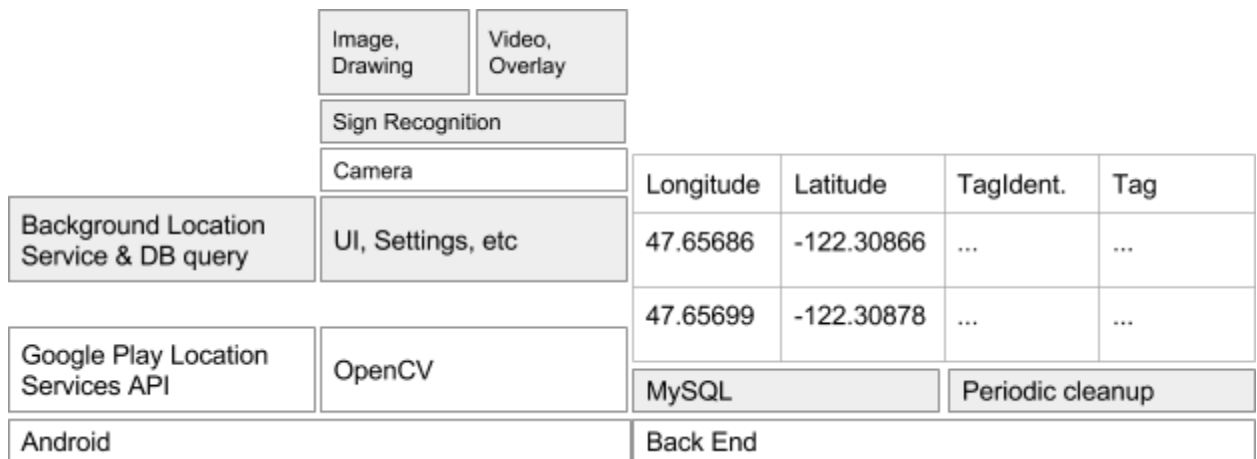 Image,
Drawing
Video,
Overlay
Sign Recognition
Camera
Background Location
Service & DB query
UI, Settings, etc
Longitude
Latitude
TagIdent.
Tag
47.65686
-122.30866
...
...
47.65699
-122.30878
...
...
Google Play Location
Services API
OpenCV
MySQL
Periodic cleanup
Android
Back End